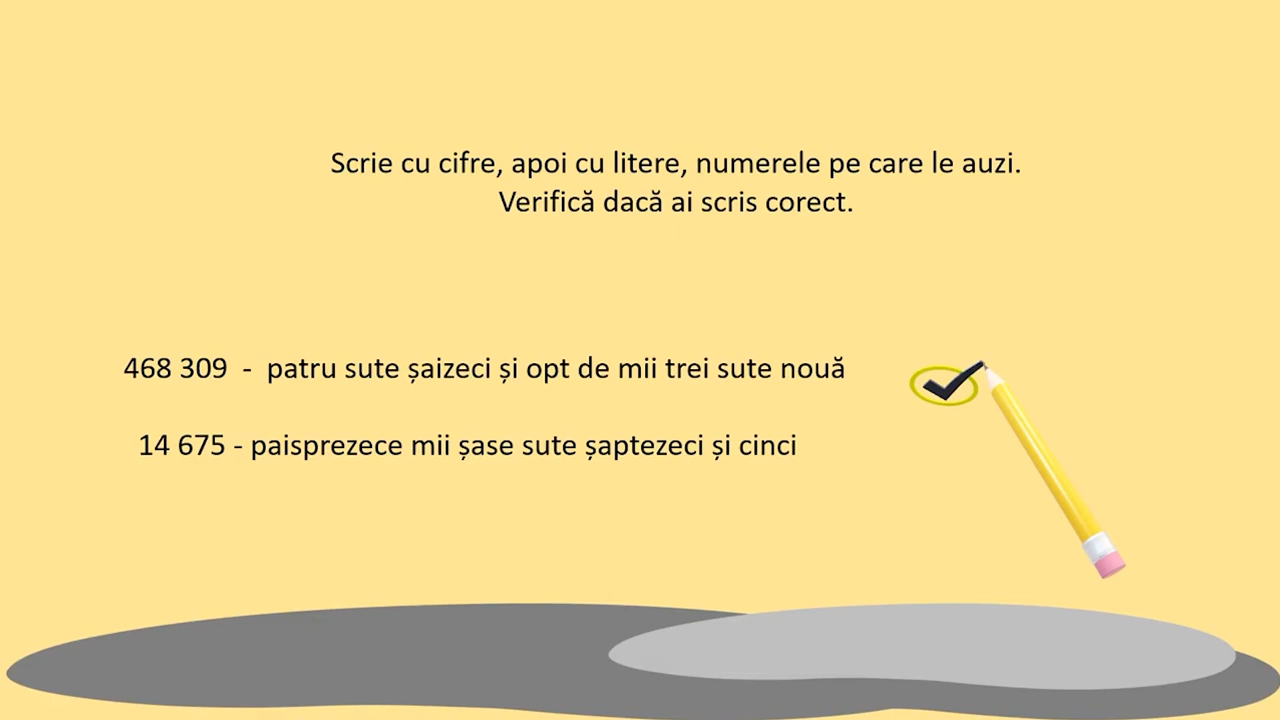 Scrie cu cifre, apoi cu litere, numerele pe care le auzi.
Verifică dacă ai scris corect.
468 309 - patru sute șaizeci și opt de mii trei sute nouă
14 675 - paisprezece mii șase sute șaptezeci și cinci